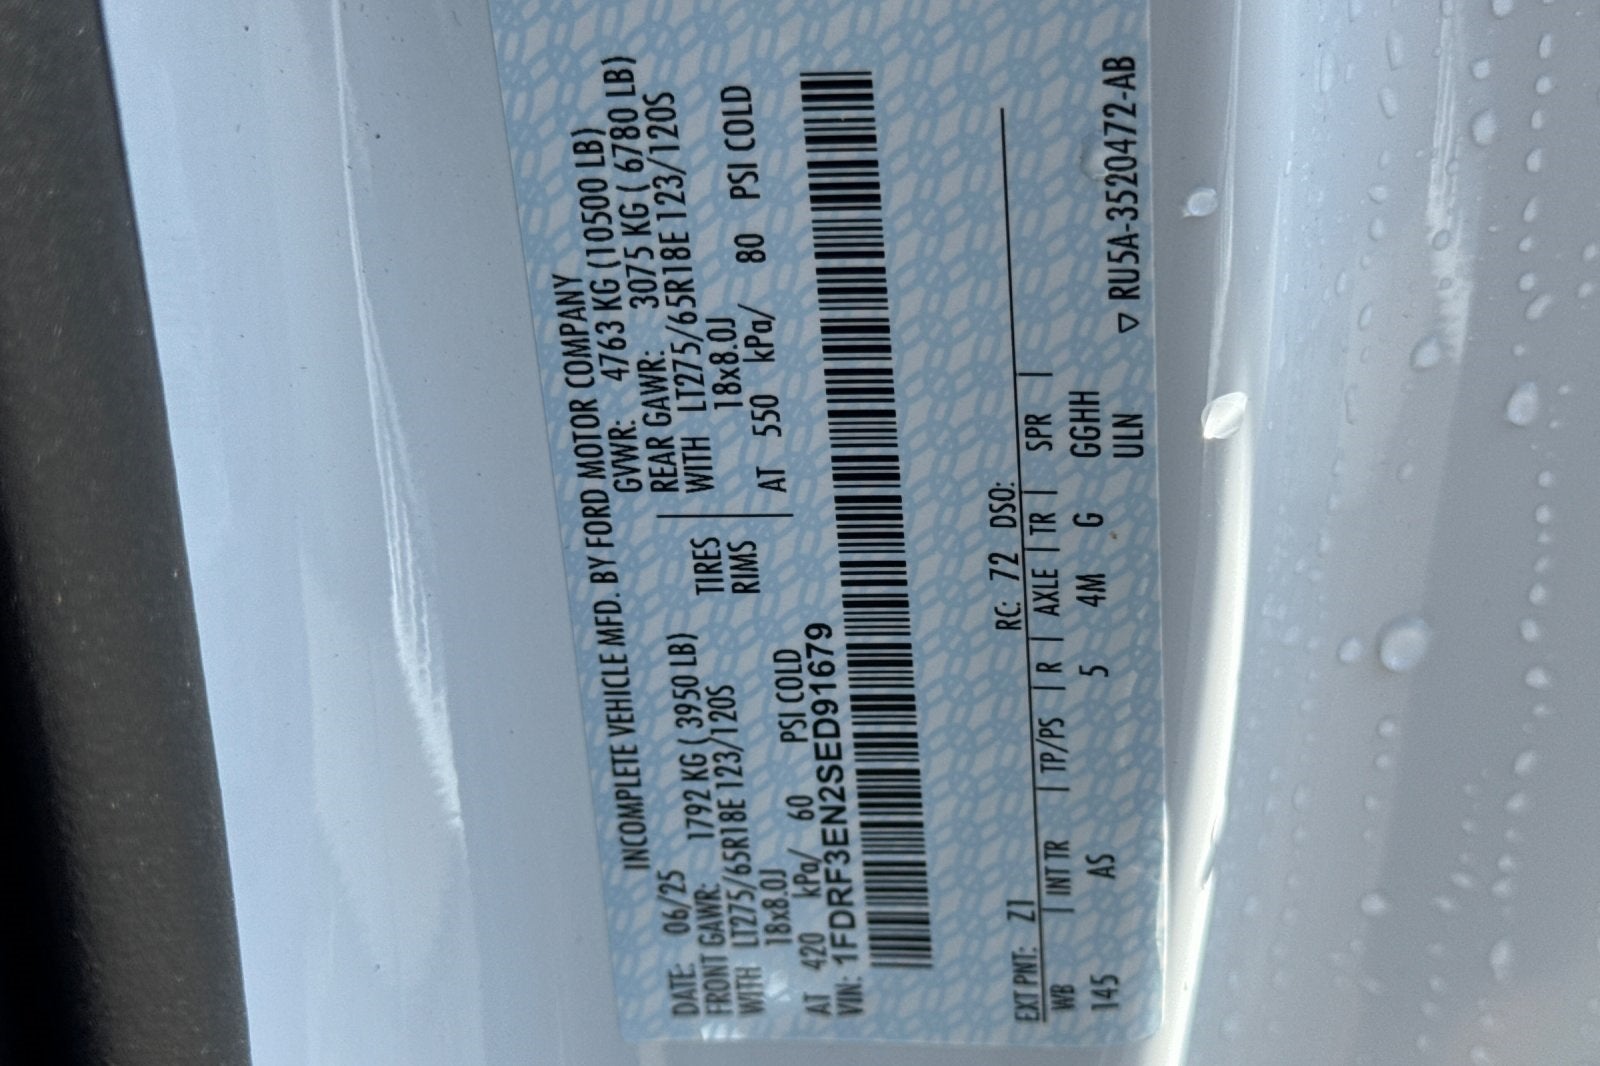 INCOMPLETE VEHICLE MFD. BY FORD MOTOR COMPANY
DATE: 06/25 GVWR: 4763 KG (10500 LB)
FRONT GAWR: 1792 KG ( 3950 LB) REAR GAWR: 3075 KG ( 6780 LB)
WITH LT275/65R18E 123/120S TIRES WITH LT275/65R18E 123/120S
18x8.0J RIMS 18x8.0J
AT 420 kPa/ 60 PSI COLD AT 550 kPa/ 80 PSI COLD
VIN: 1FDRF3EN2SED91679
EXT PNT: Z1 RC: 72 DSO:
WB | INT TR | TP/PS | R | AXLE | TR | SPR |
145 AS 5 4M G GGHH
ULN
▽ RU5A-3520472-AB